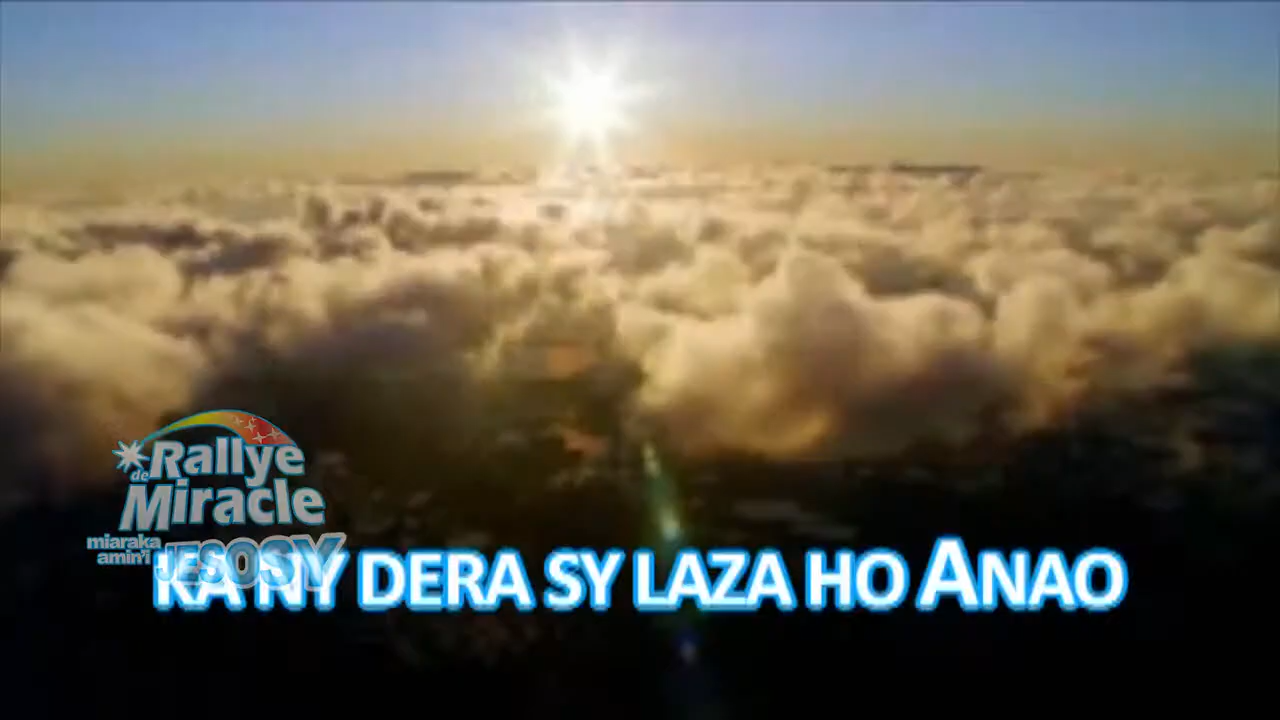 Rallye
de
Miracle
miaraka
amin'i
JESOSY
KA NY DERA SY LAZA HO ANAO